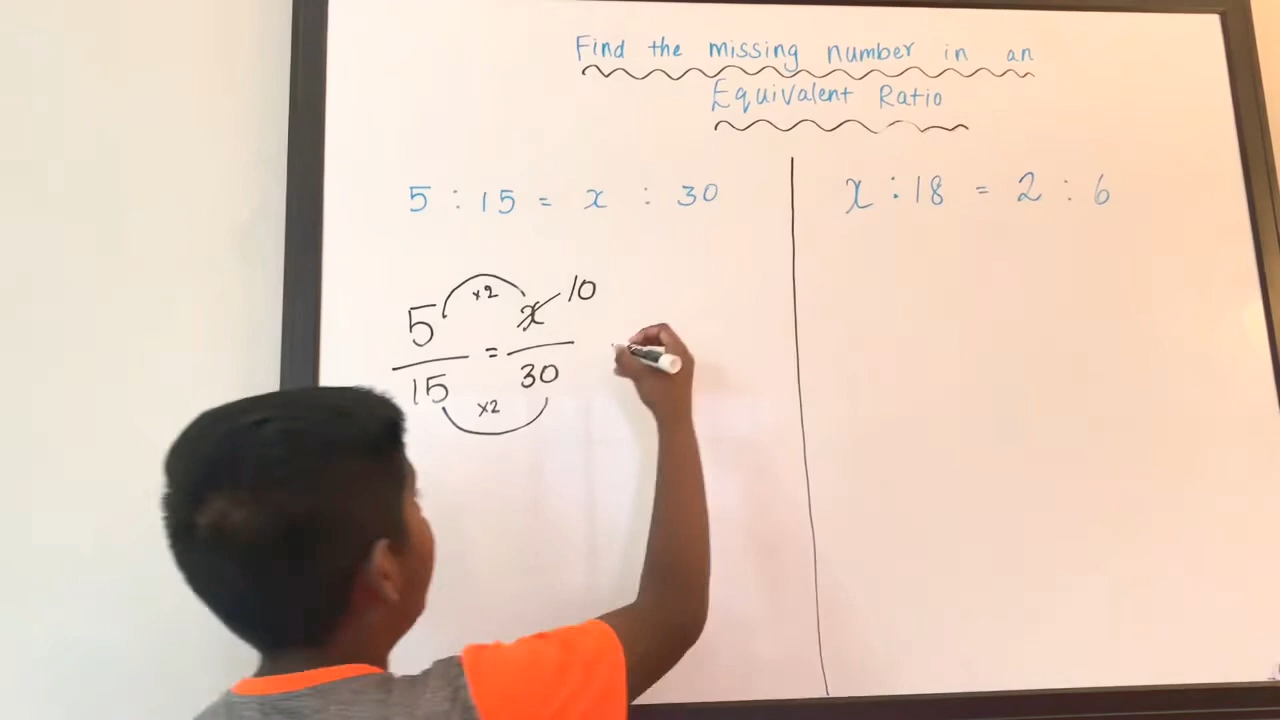 Find the missing number in an
Equivalent Ratio
5 : 15 = x : 30
x2
5/15 = x/30
10
x2
x : 18 = 2 : 6